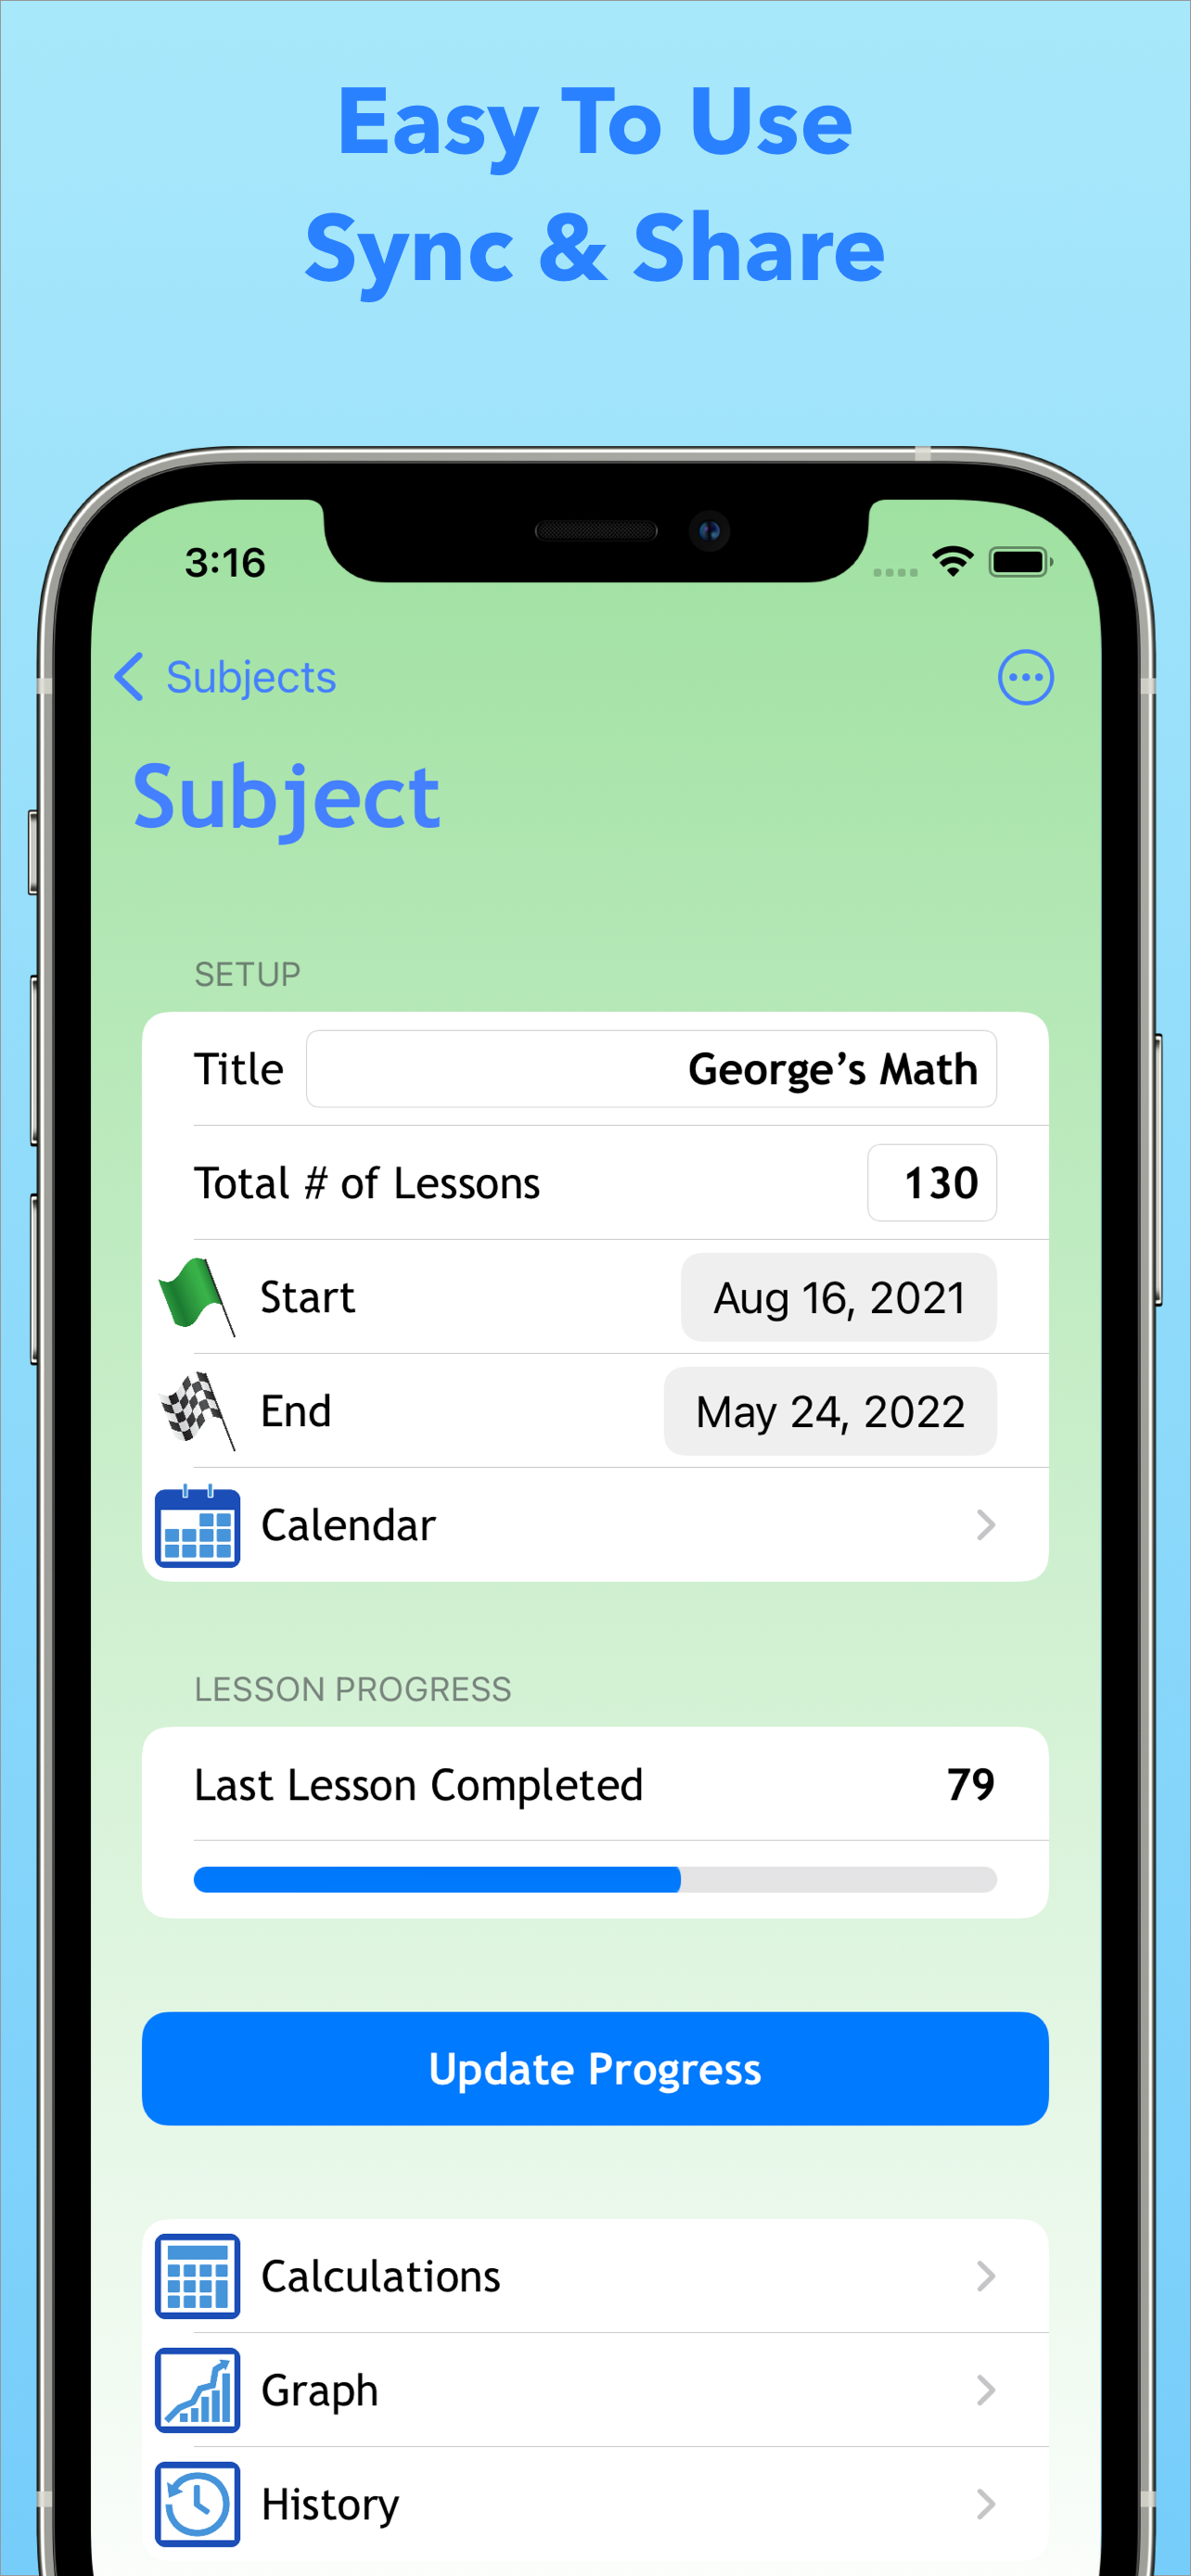 Easy To Use
Sync & Share
3:16
Subjects
Subject
SETUP
Title George’s Math
Total # of Lessons 130
Start Aug 16, 2021
End May 24, 2022
Calendar
LESSON PROGRESS
Last Lesson Completed 79
Update Progress
Calculations
Graph
History